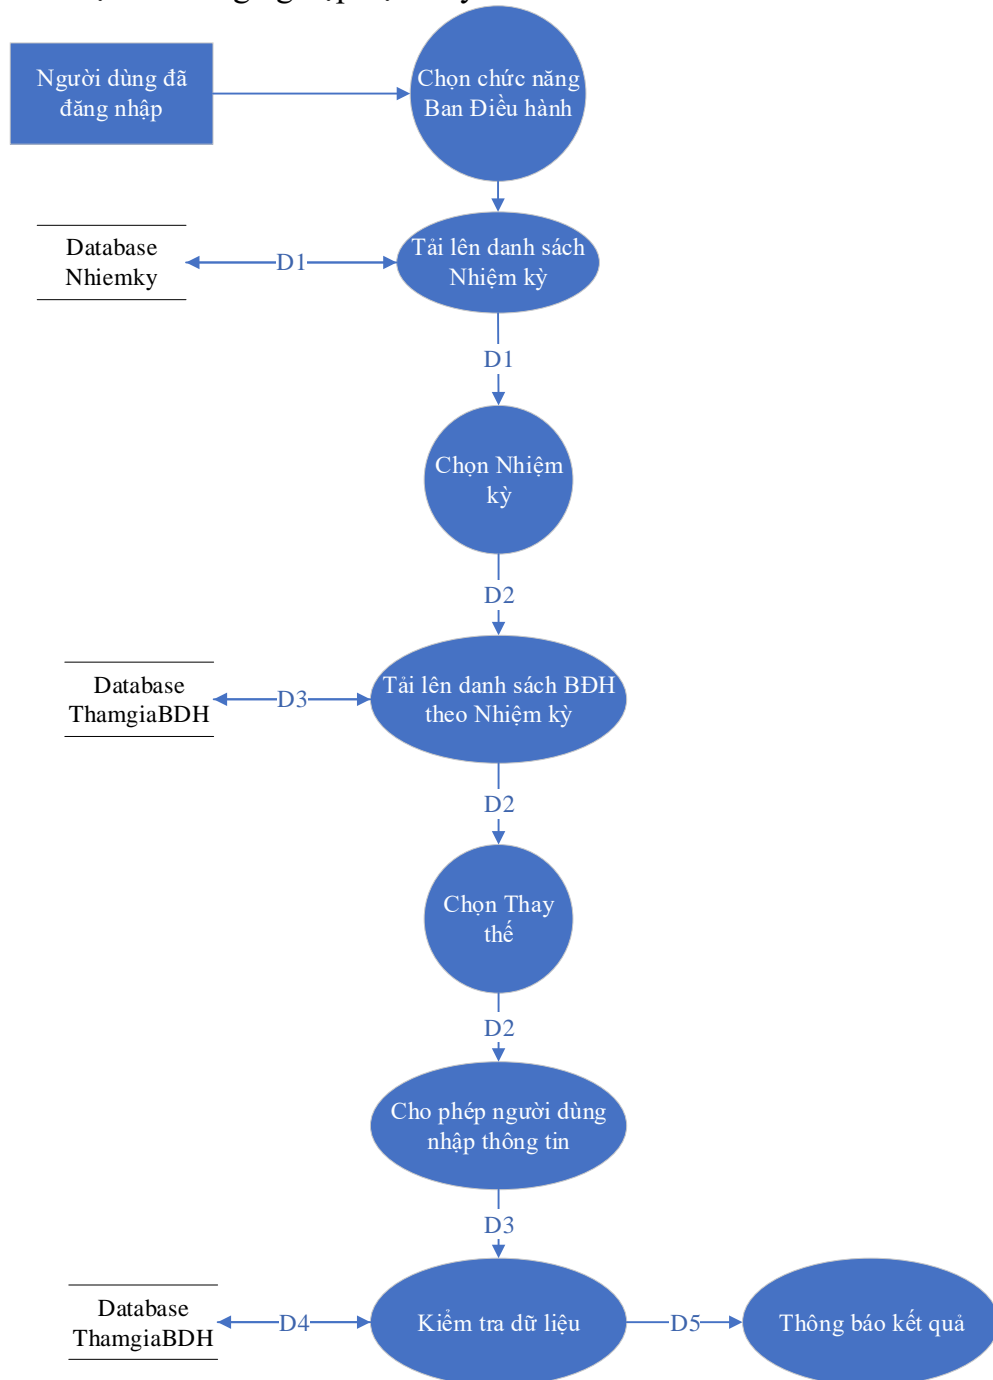 Người dùng đã
đăng nhập
Chọn chức năng
Ban Điều hành
Database
Nhiemky
D1
Tải lên danh sách
Nhiệm kỳ
D1
Chọn Nhiệm
kỳ
D2
Database
ThamgiaBDH
D3
Tải lên danh sách BĐH
theo Nhiệm kỳ
D2
Chọn Thay
thế
D2
Cho phép người dùng
nhập thông tin
D3
Database
ThamgiaBDH
D4
Kiểm tra dữ liệu
D5
Thông báo kết quả